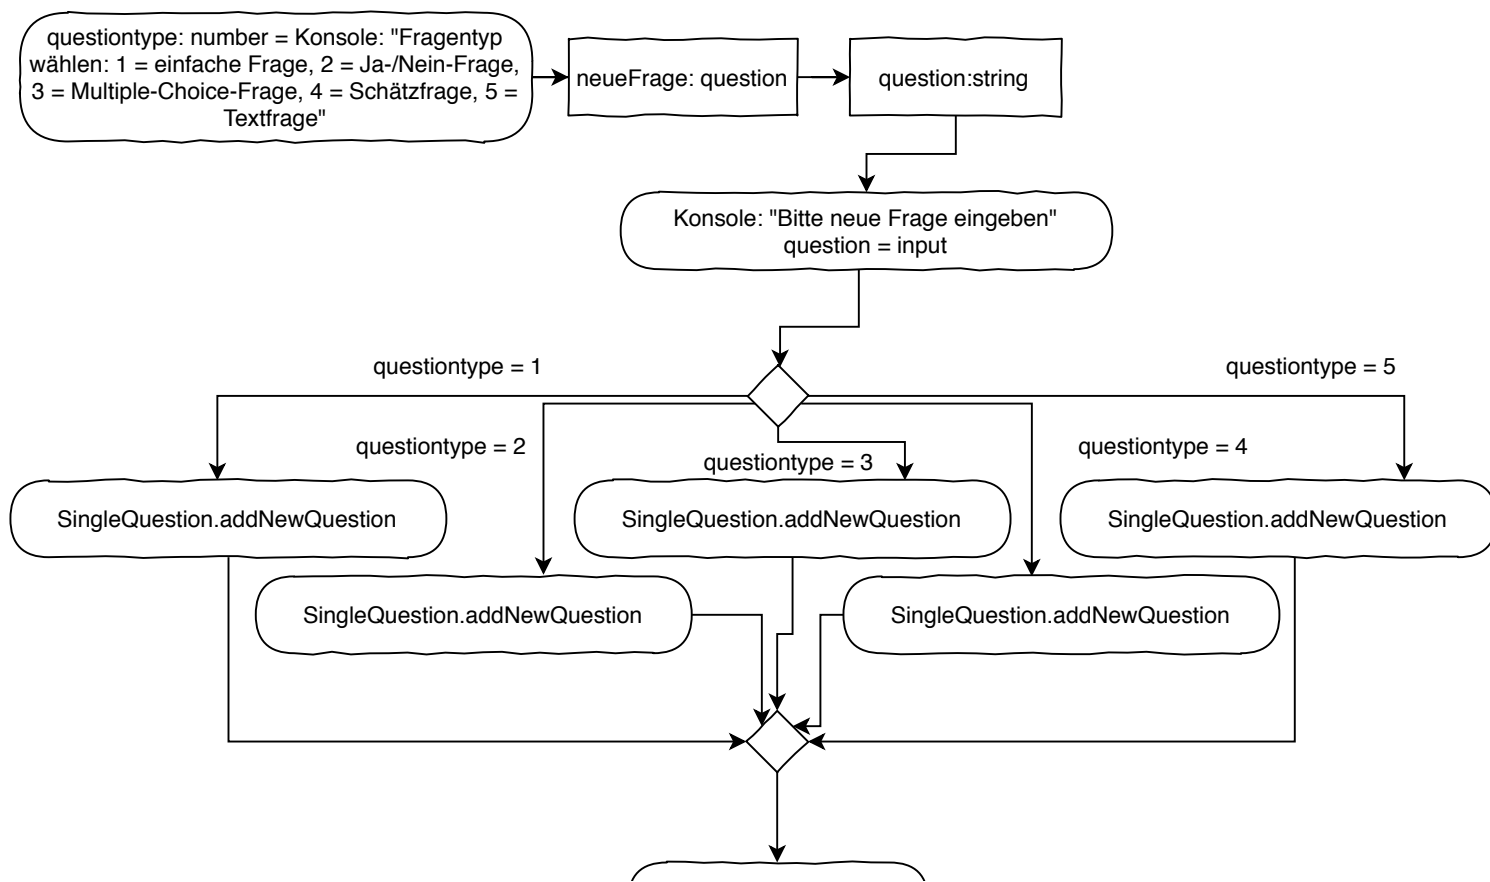 questiontype: number = Konsole: "Fragentyp
wählen: 1 = einfache Frage, 2 = Ja-/Nein-Frage,
3 = Multiple-Choice-Frage, 4 = Schätzfrage, 5 =
Textfrage"
neueFrage: question
question:string
Konsole: "Bitte neue Frage eingeben"
question = input
questiontype = 1
questiontype = 5
questiontype = 2
questiontype = 3
questiontype = 4
SingleQuestion.addNewQuestion
SingleQuestion.addNewQuestion
SingleQuestion.addNewQuestion
SingleQuestion.addNewQuestion
SingleQuestion.addNewQuestion